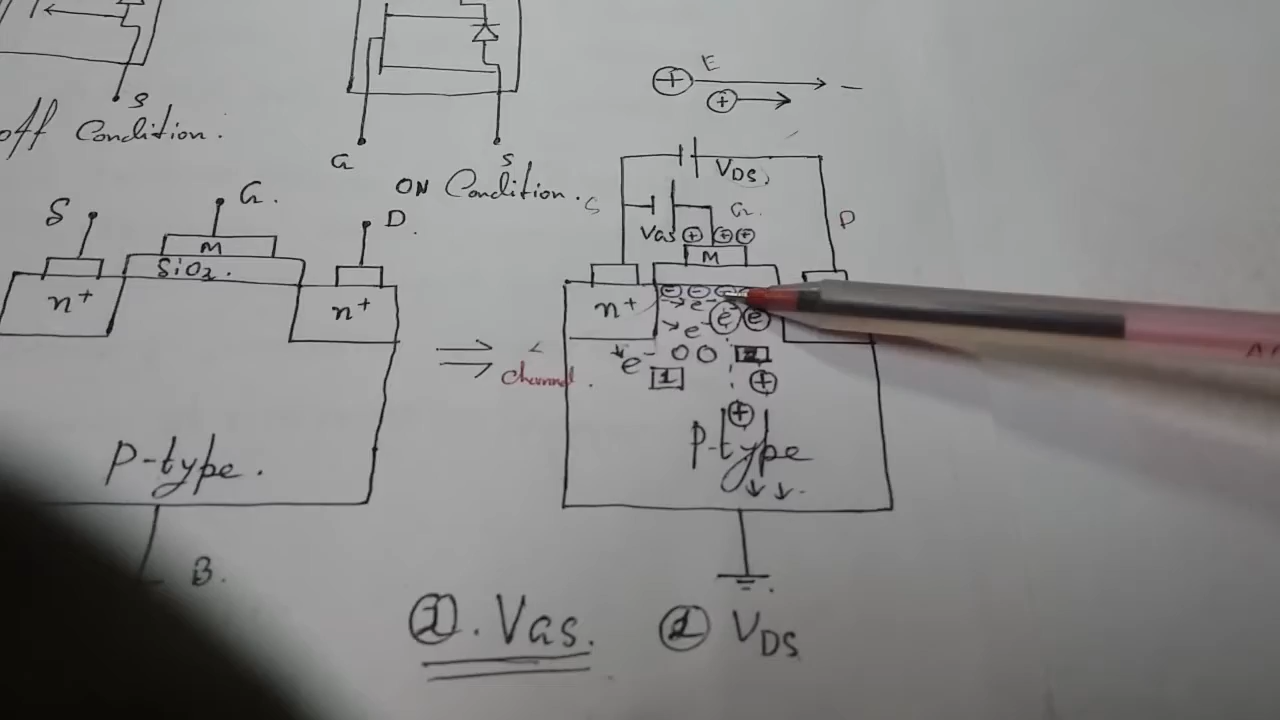 S
off Condition.
G
S
ON Condition.
S
G.
D.
M
SiO2.
n+
n+
P-type.
B.
E
+
-
+
VDS
S
VGS
G.
+ + +
D
M
n+
- - -
→ e-
e- e
→ e-
e-
1
2
+
+
P-type
channel.
①. VGS.
② VDS